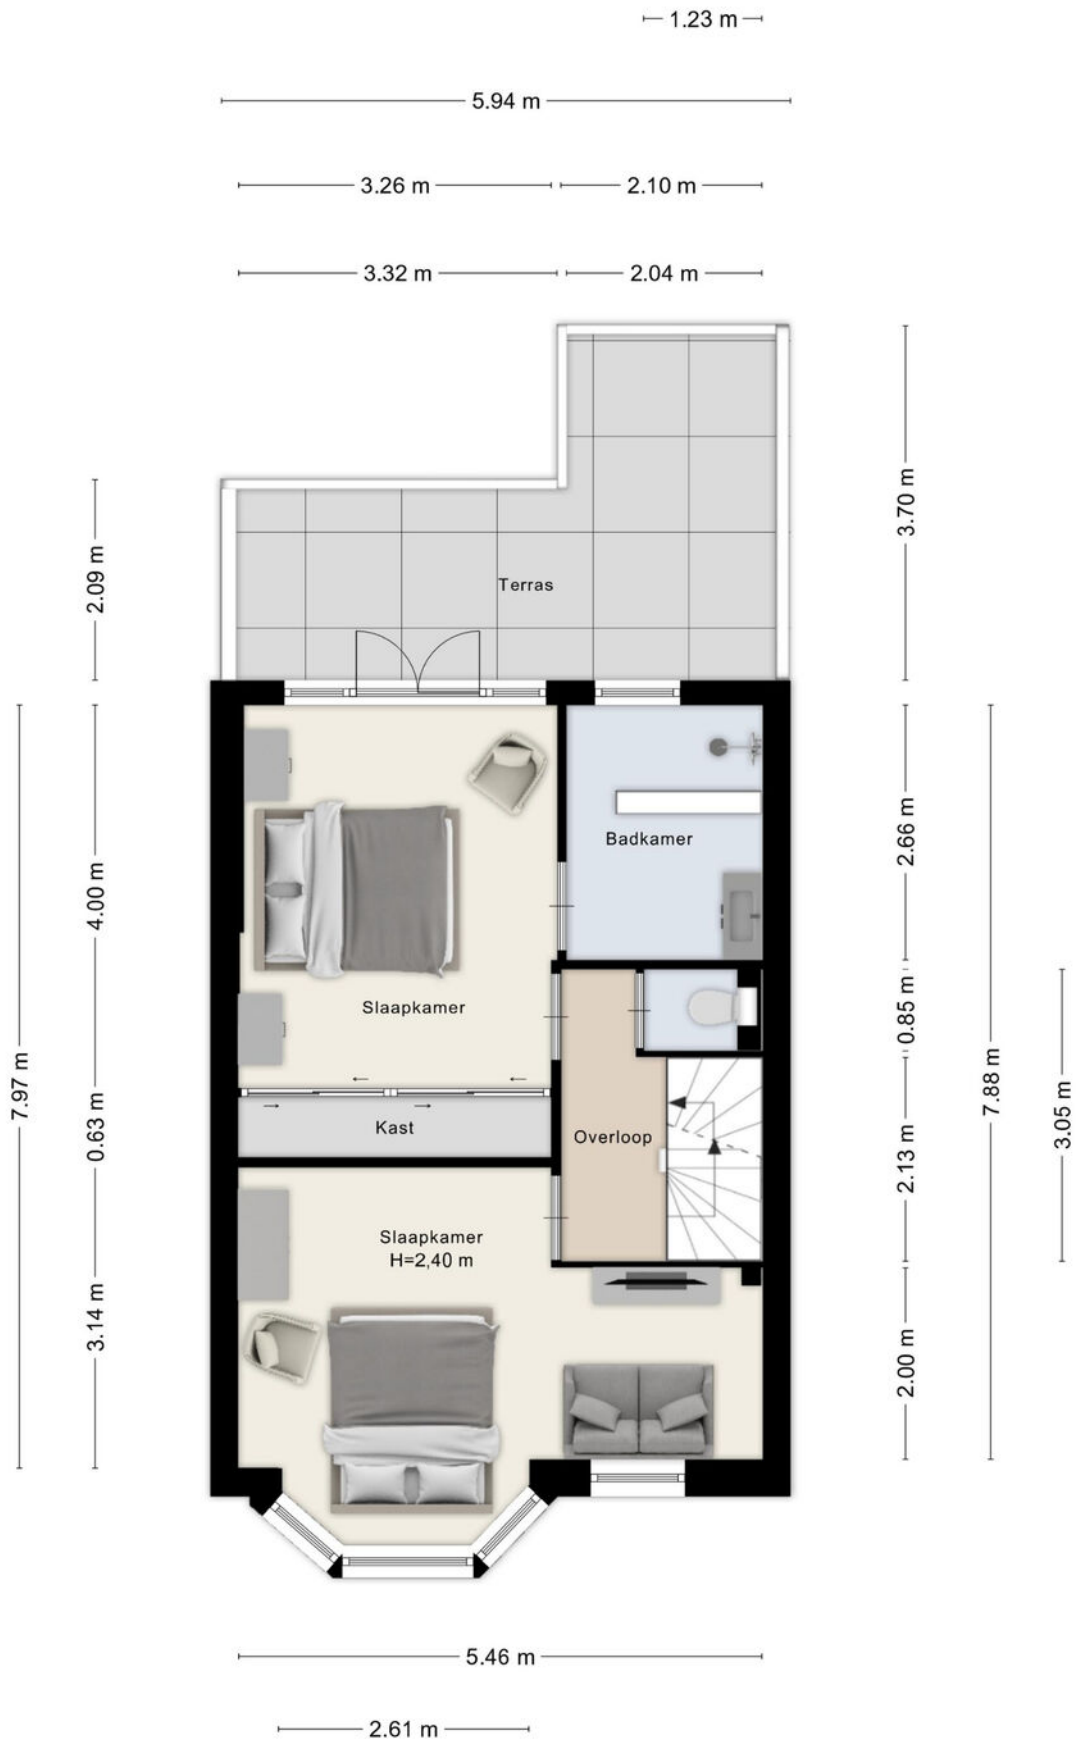 1.23 m
5.94 m
3.26 m
2.10 m
3.32 m
2.04 m
3.70 m
2.09 m
Terras
2.66 m
Badkamer
4.00 m
Slaapkamer
0.85 m
7.97 m
7.88 m
3.05 m
0.63 m
Kast
Overloop
2.13 m
Slaapkamer
H=2,40 m
3.14 m
2.00 m
5.46 m
2.61 m